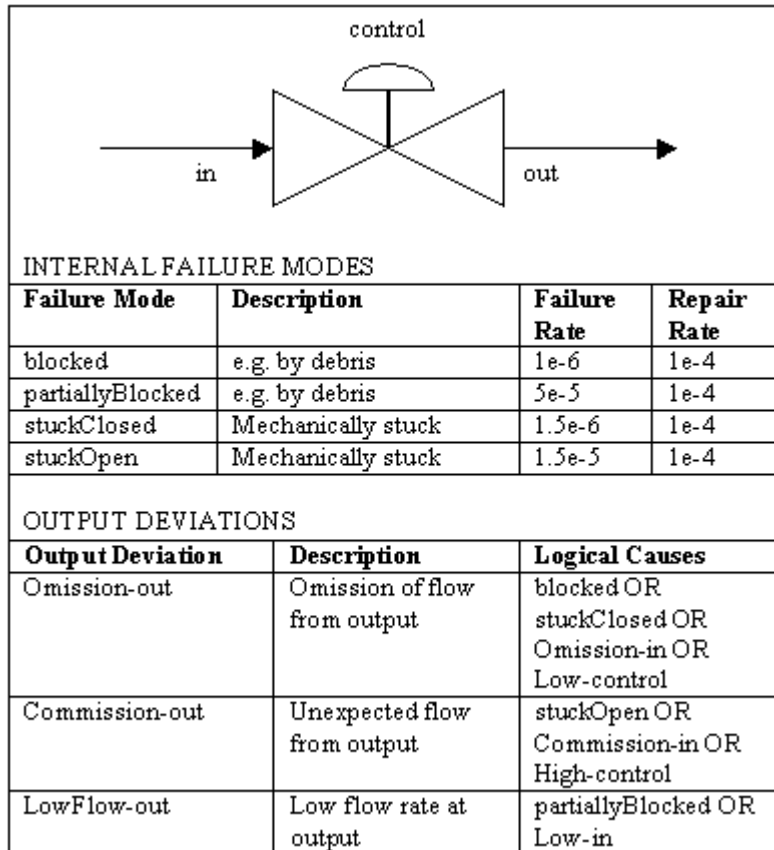 control
in
out
INTERNAL FAILURE MODES
Failure Mode Description Failure Rate Repair Rate
blocked e.g. by debris 1e-6 1e-4
partiallyBlocked e.g. by debris 5e-5 1e-4
stuckClosed Mechanically stuck 1.5e-6 1e-4
stuckOpen Mechanically stuck 1.5e-5 1e-4
OUTPUT DEVIATIONS
Output Deviation Description Logical Causes
Omission-out Omission of flow blocked OR
from output stuckClosed OR
Omission-in OR
Low-control
Commission-out Unexpected flow stuckOpen OR
from output Commission-in OR
High-control
LowFlow-out Low flow rate at partiallyBlocked OR
output Low-in